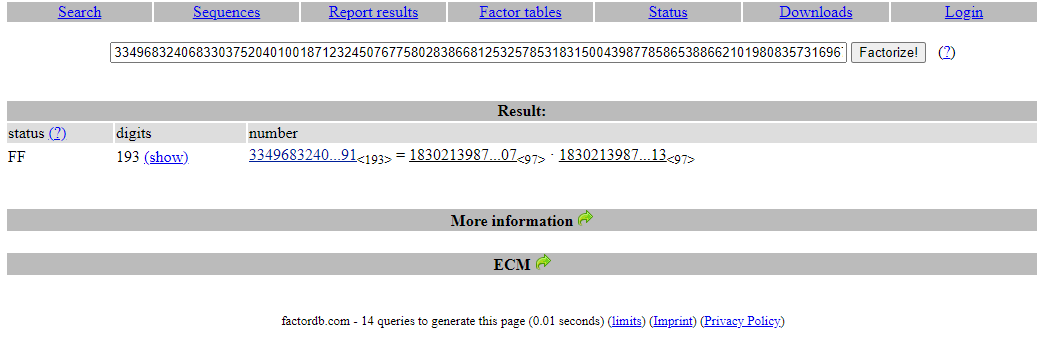 Search Sequences Report results Factor tables Status Downloads Login
334968324068330375204010018712324507677580283866812532578531831500439877858653886621019808357316961 Factorize! (?)
Result:
status (?) digits number
FF 193 (show) 3349683240...91<193> = 1830213987...07<97> · 1830213987...13<97>
More information
ECM
factordb.com - 14 queries to generate this page (0.01 seconds) (limits) (Imprint) (Privacy Policy)